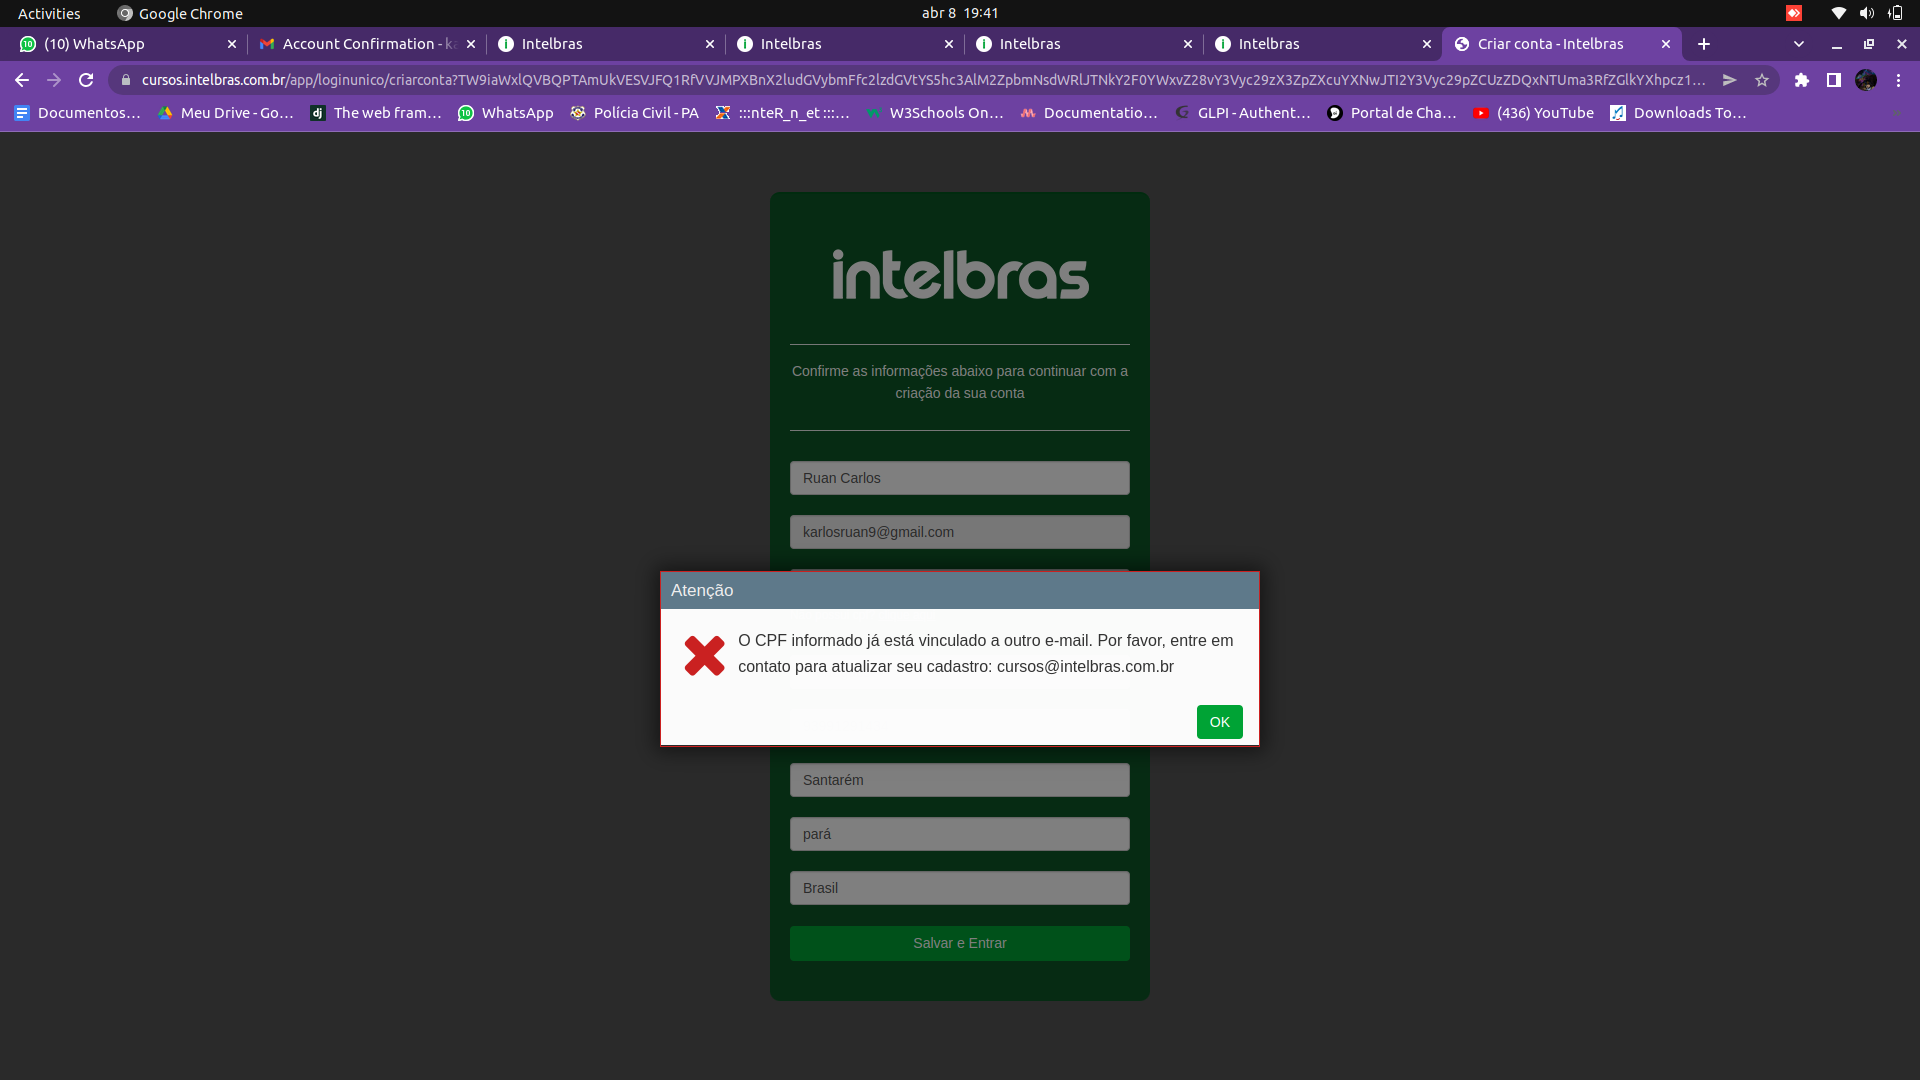 Activities
Google Chrome
abr 8 19:41
(10) WhatsApp
Account Confirmation - ka
Intelbras
Intelbras
Intelbras
Intelbras
Criar conta - Intelbras
cursos.intelbras.com.br/app/loginunico/criarconta?
Documentos...
Meu Drive - Go...
The web fram...
WhatsApp
Polícia Civil - PA
:::nteR_n_et :::...
W3Schools On...
Documentatio...
GLPI - Authent...
Portal de Cha...
(436) YouTube
Downloads To...
intelbras
Confirme as informações abaixo para continuar com a
criação da sua conta
Ruan Carlos
karlosruan9@gmail.com
Atenção
O CPF informado já está vinculado a outro e-mail. Por favor, entre em
contato para atualizar seu cadastro: cursos@intelbras.com.br
OK
Santarém
pará
Brasil
Salvar e Entrar